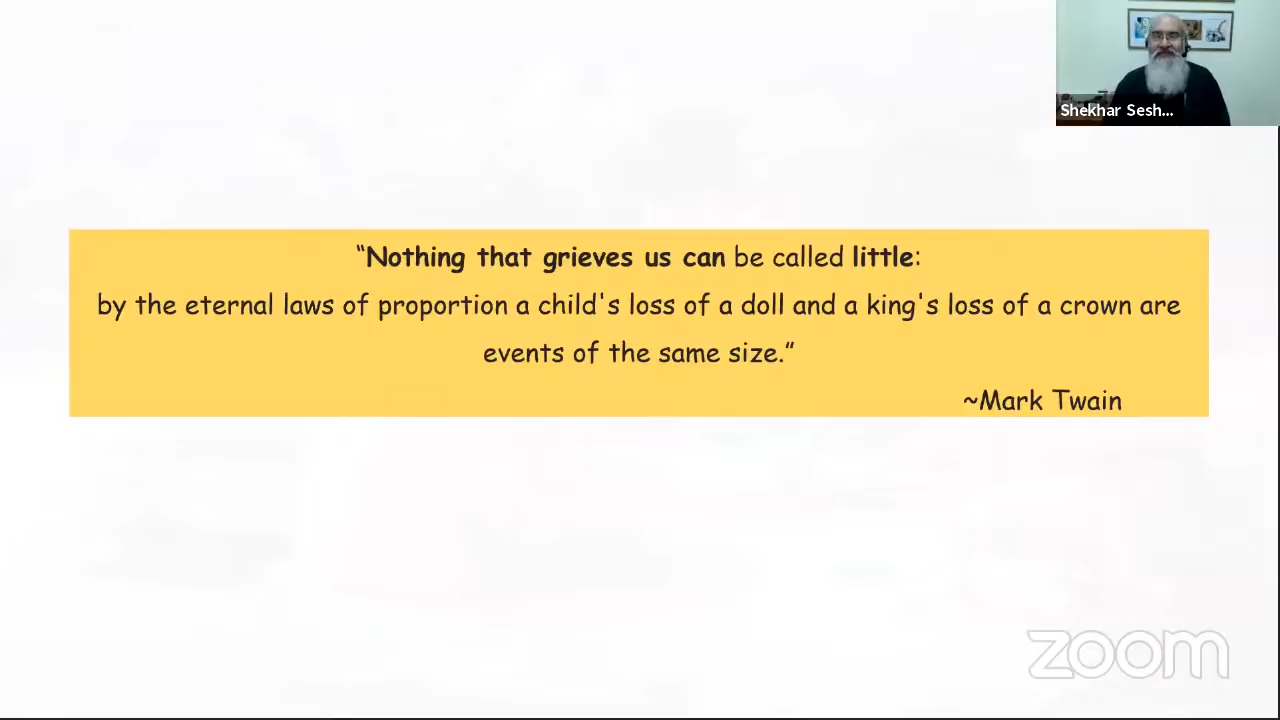 Shekhar Sesh...
“Nothing that grieves us can be called little:
by the eternal laws of proportion a child's loss of a doll and a king's loss of a crown are
events of the same size.”
~Mark Twain
zoom